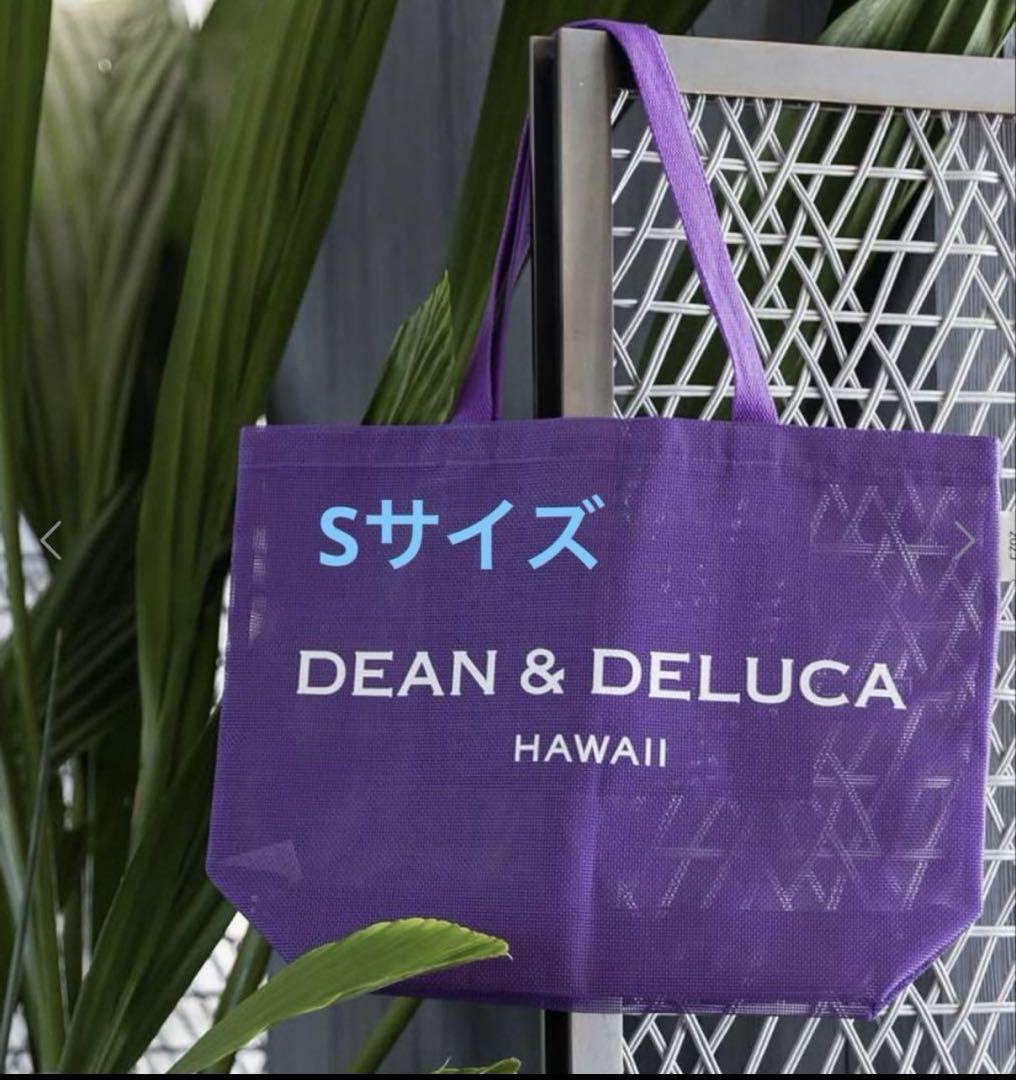 Sサイズ
DEAN & DELUCA
HAWAII